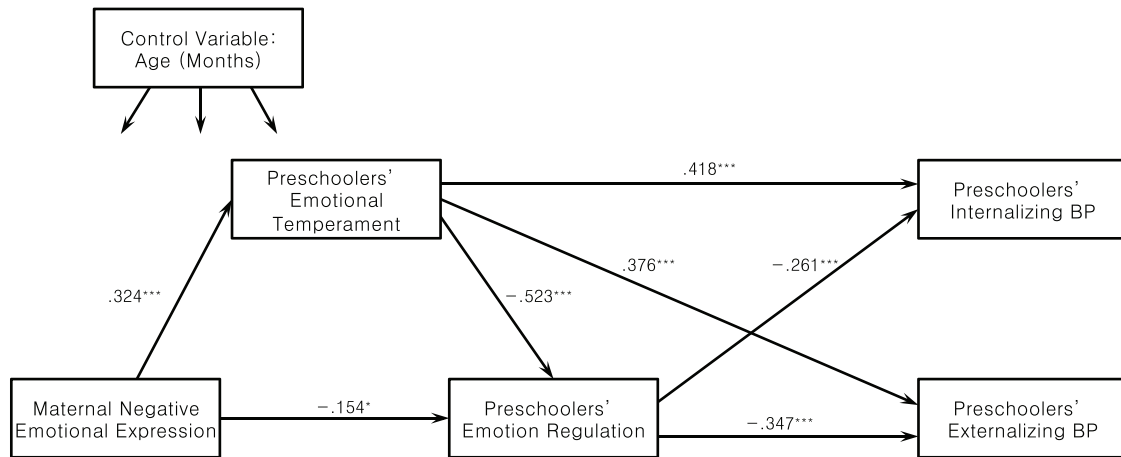 Control Variable:
Age (Months)
Preschoolers’
Emotional
Temperament
.418***
Preschoolers’
Internalizing BP
.376***
−.261***
.324***
−.523***
Maternal Negative
Emotional Expression
−.154*
Preschoolers’
Emotion Regulation
−.347***
Preschoolers’
Externalizing BP